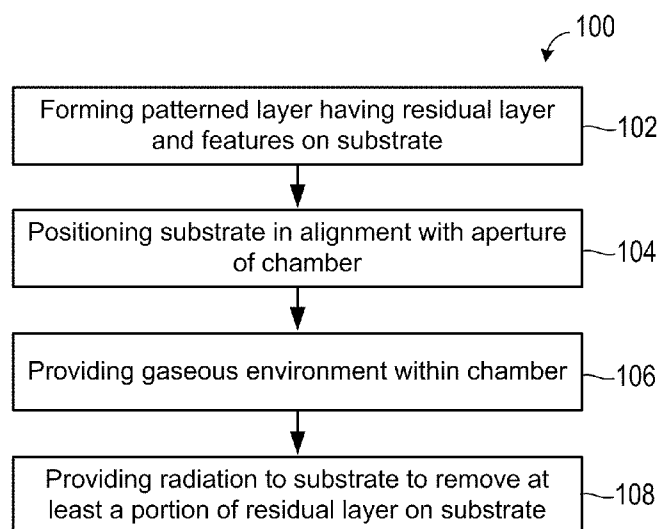 100
Forming patterned layer having residual layer
and features on substrate
102
Positioning substrate in alignment with aperture
of chamber
104
Providing gaseous environment within chamber
106
Providing radiation to substrate to remove at
least a portion of residual layer on substrate
108